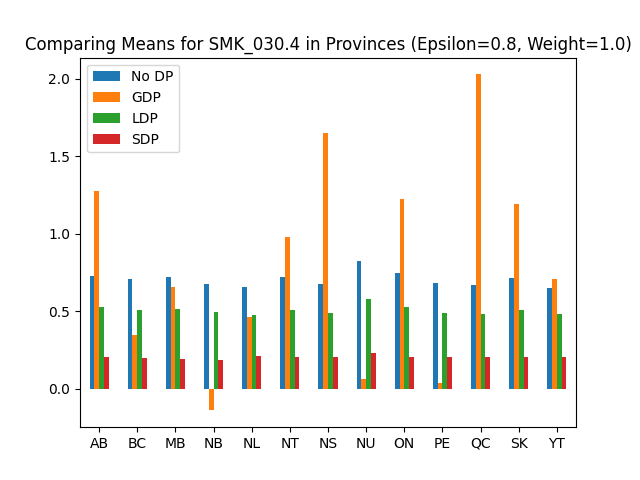 Comparing Means for SMK_030.4 in Provinces (Epsilon=0.8, Weight=1.0)
No DP
GDP
LDP
SDP
2.0
1.5
1.0
0.5
0.0
AB BC MB NB NL NT NS NU ON PE QC SK YT